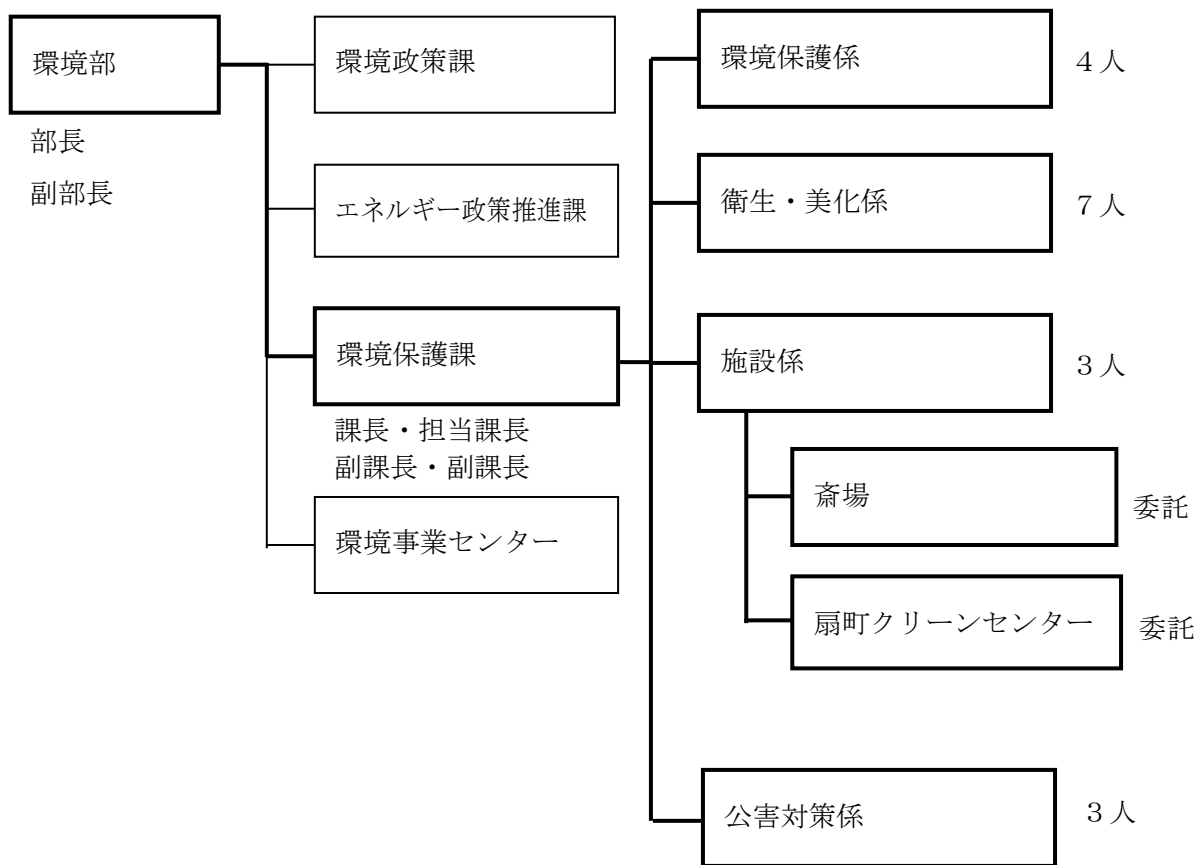 環境部
部長
副部長
環境政策課
エネルギー政策推進課
環境保護課
課長・担当課長
副課長・副課長
環境事業センター
環境保護係
４人
衛生・美化係
７人
施設係
３人
斎場
委託
扇町クリーンセンター
委託
公害対策係
３人